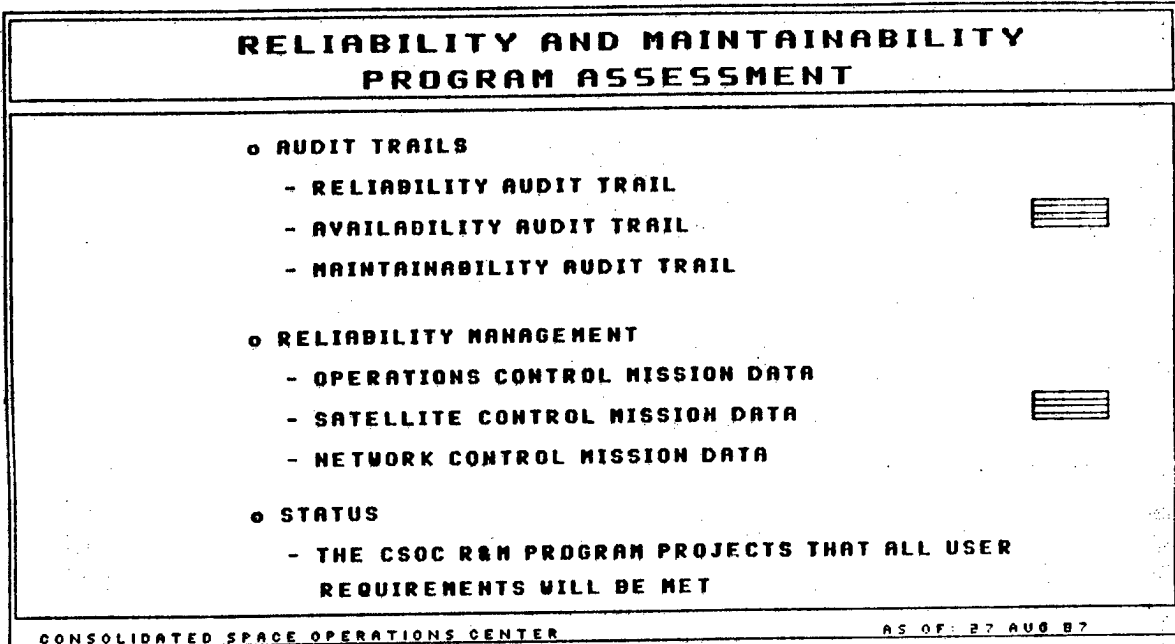 RELIABILITY AND MAINTAINABILITY
PROGRAM ASSESSMENT
o AUDIT TRAILS
- RELIABILITY AUDIT TRAIL
- AVAILABILITY AUDIT TRAIL
- MAINTAINABILITY AUDIT TRAIL
o RELIABILITY MANAGEMENT
- OPERATIONS CONTROL MISSION DATA
- SATELLITE CONTROL MISSION DATA
- NETWORK CONTROL MISSION DATA
o STATUS
- THE CSOC R&M PROGRAM PROJECTS THAT ALL USER
REQUIREMENTS WILL BE MET
CONSOLIDATED SPACE OPERATIONS CENTER
AS OF: 27 AUG 87